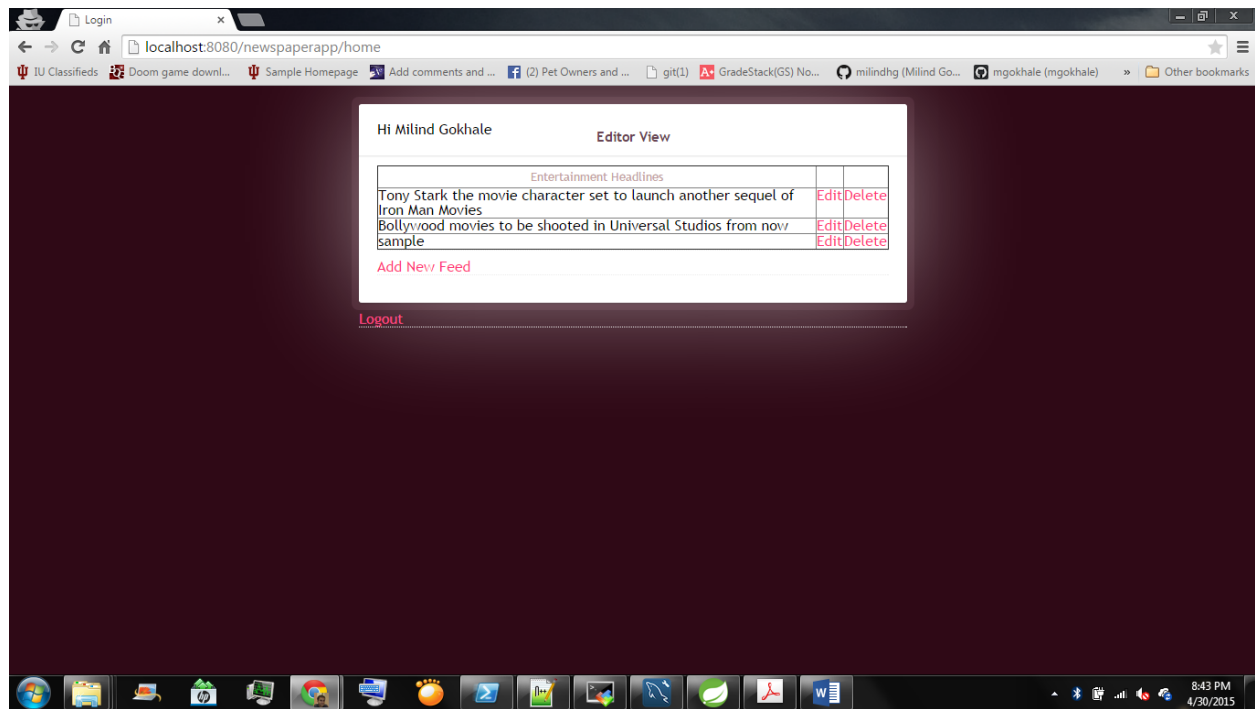 Login
localhost:8080/newspaperapp/home
IU Classifieds Doom game downl... Sample Homepage Add comments and ... (2) Pet Owners and ... git(1) GradeStack(GS) No... milindhg (Milind Go... mgokhale (mgokhale) » Other bookmarks
Hi Milind Gokhale
Editor View
Entertainment Headlines
Tony Stark the movie character set to launch another sequel of Edit Delete
Iron Man Movies
Bollywood movies to be shooted in Universal Studios from now Edit Delete
sample Edit Delete
Add New Feed
Logout
8:43 PM
4/30/2015